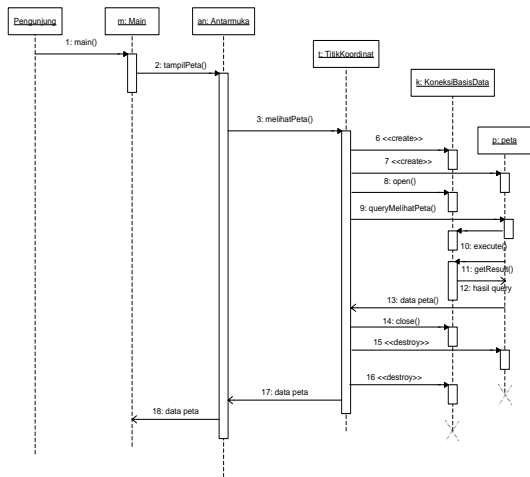 Pengunjung
m: Main
an: Antarmuka
t: TitikKoordinat
k: KoneksiBasisData
p: peta
1: main()
2: tampilPeta()
3: melihatPeta()
6 <<create>>
7 <<create>>
8: open()
9: queryMelihatPeta()
10: execute()
11: getResult()
12: hasil query
13: data peta()
14: close()
15 <<destroy>>
16 <<destroy>>
17: data peta
18: data peta